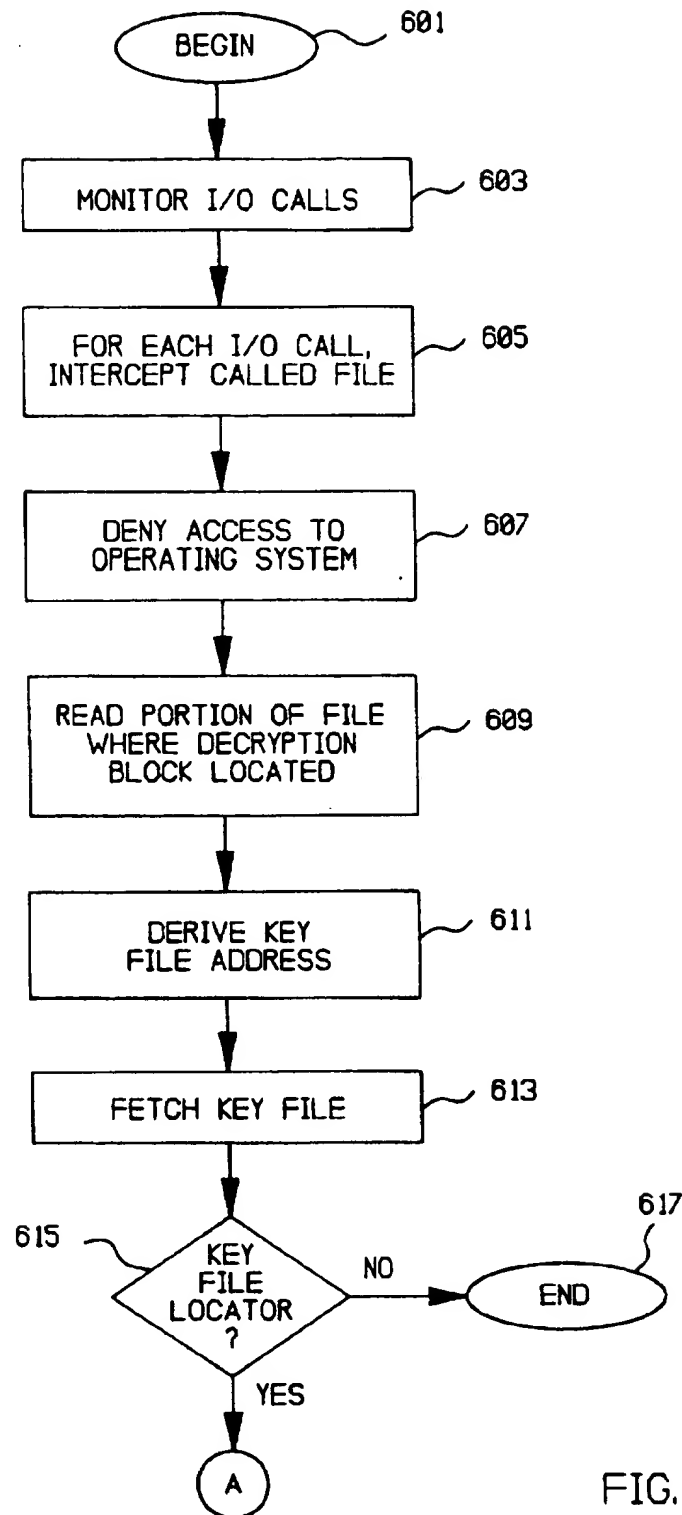 BEGIN
601
MONITOR I/O CALLS
603
FOR EACH I/O CALL,
INTERCEPT CALLED FILE
605
DENY ACCESS TO
OPERATING SYSTEM
607
READ PORTION OF FILE
WHERE DECRYPTION
BLOCK LOCATED
609
DERIVE KEY
FILE ADDRESS
611
FETCH KEY FILE
613
615
KEY
FILE
LOCATOR
?
NO
617
END
YES
A
FIG.